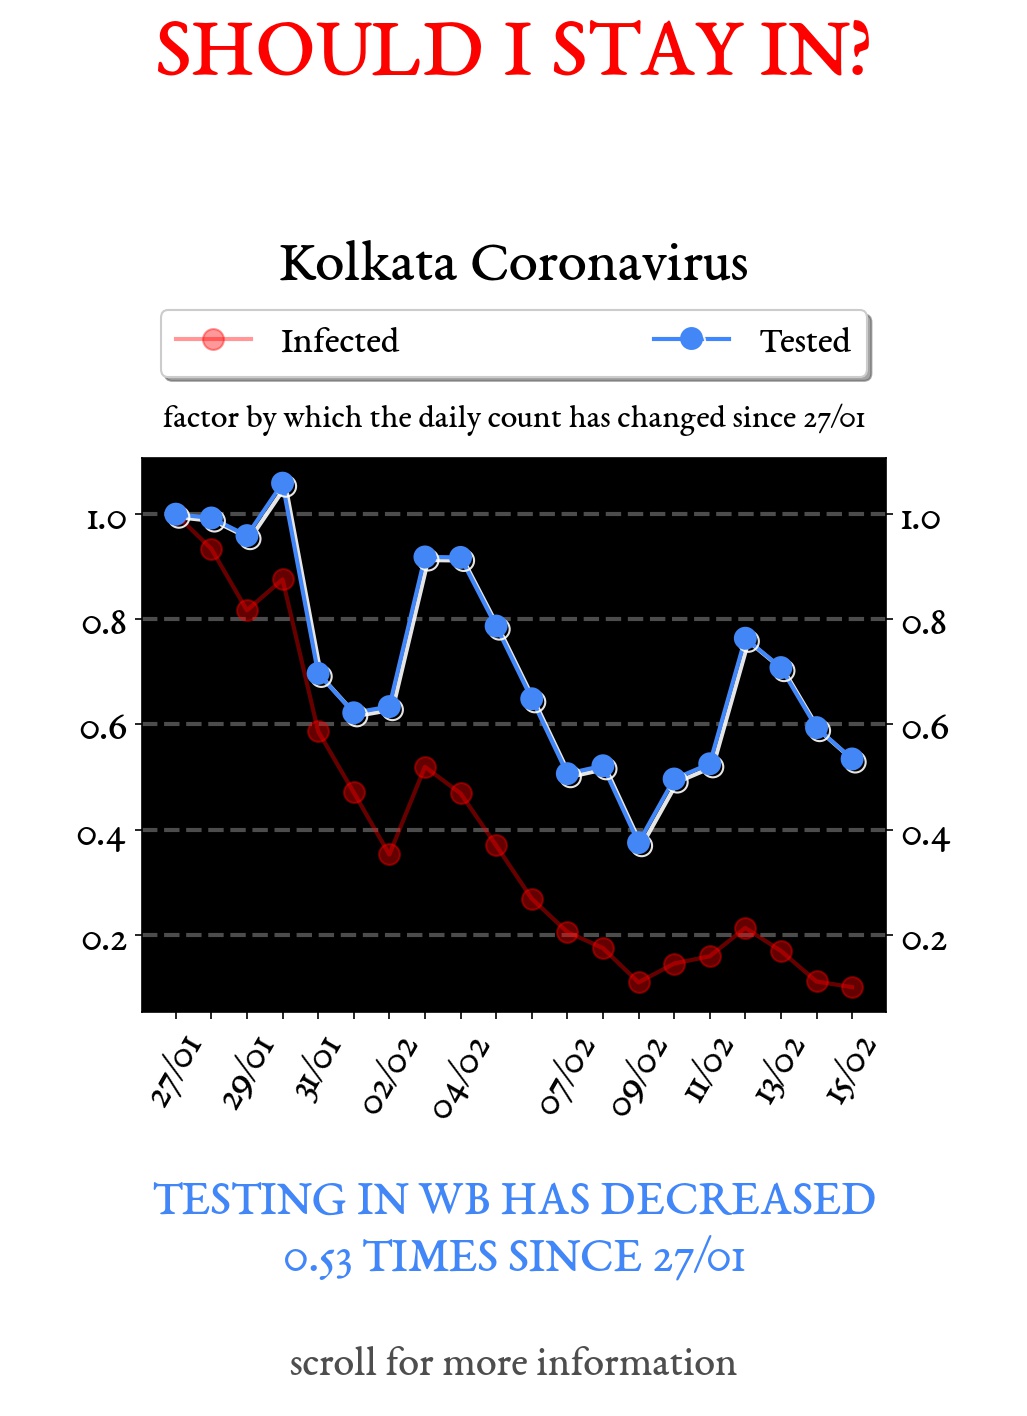 SHOULD I STAY IN?
Kolkata Coronavirus
Infected Tested
factor by which the daily count has changed since 27/01
1.0 1.0
0.8 0.8
0.6 0.6
0.4 0.4
0.2 0.2
27/01 29/01 31/01 02/02 04/02 07/02 09/02 11/02 13/02 15/02
TESTING IN WB HAS DECREASED
0.53 TIMES SINCE 27/01
scroll for more information